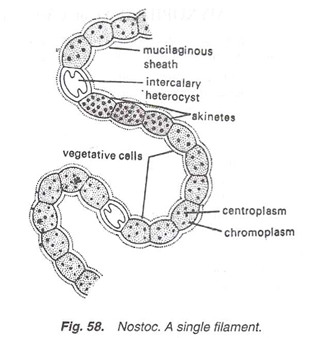 mucilaginous
sheath
intercalary
heterocyst
akinetes
vegetative cells
centroplasm
chromoplasm
Fig. 58. Nostoc. A single filament.